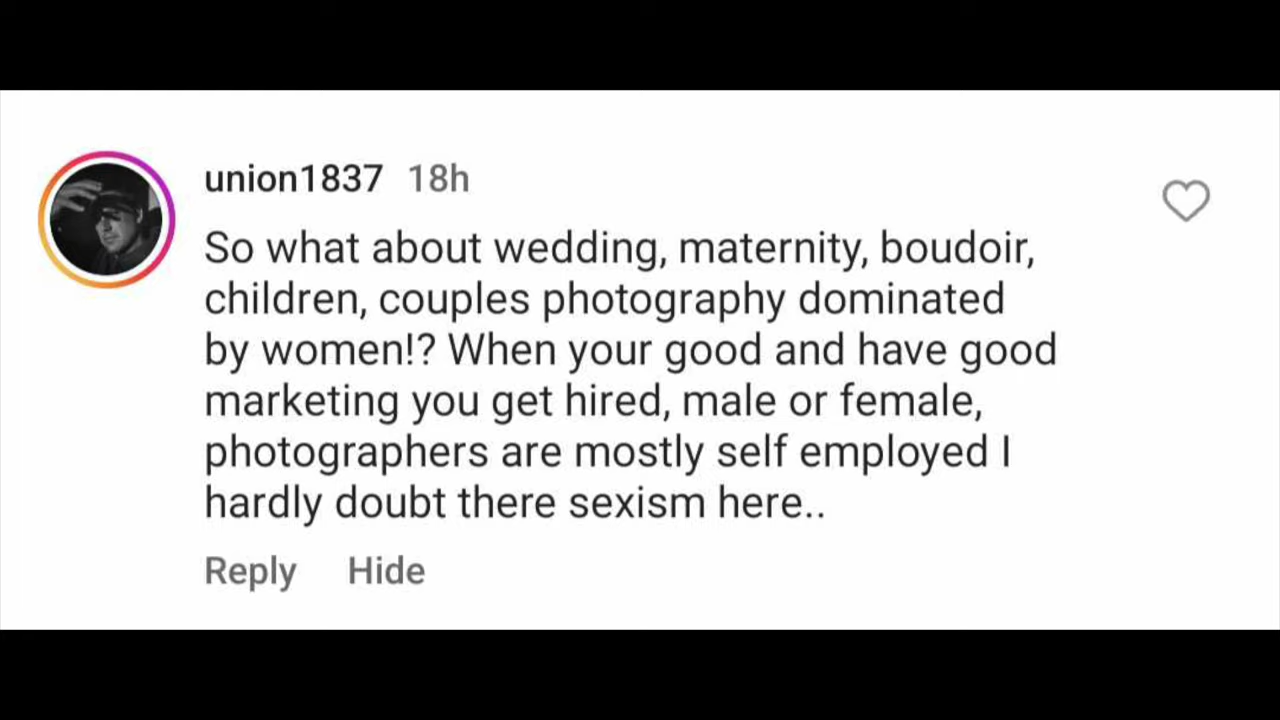 union1837 18h
So what about wedding, maternity, boudoir,
children, couples photography dominated
by women!? When your good and have good
marketing you get hired, male or female,
photographers are mostly self employed I
hardly doubt there sexism here..
Reply Hide